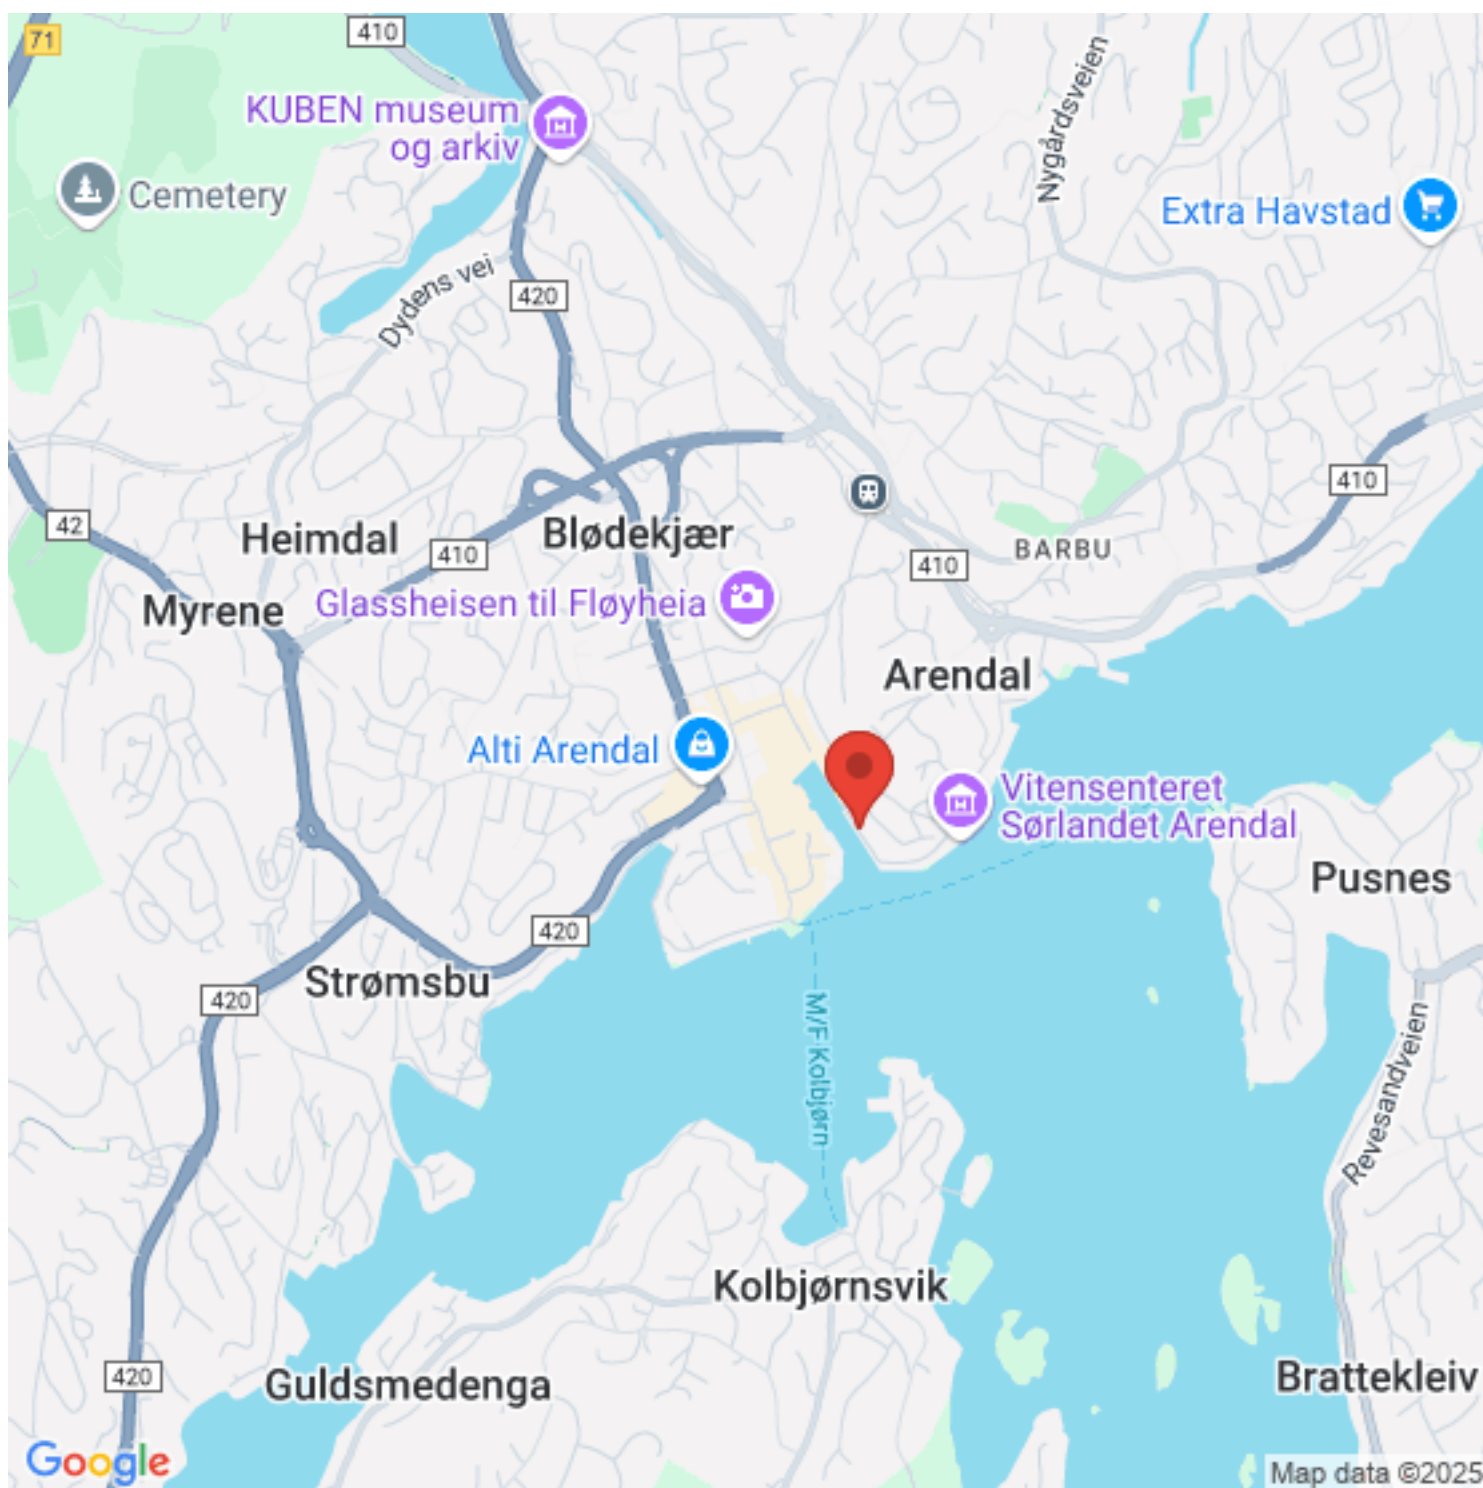 71
410
KUBEN museum
og arkiv
Cemetery
Nygårdsveien
Extra Havstad
Dydens vei
420
410
42
Heimdal
410
Blødekjær
410
BARBU
Glassheisen til Fløyheia
Myrene
Arendal
Alti Arendal
Vitensenteret
Sørlandet Arendal
Pusnes
420
Strømsbu
420
M/F Kolbjørn
Revesandveien
Kolbjørnsvik
420
Guldsmedenga
Brattekleiv
Google
Map data ©2025